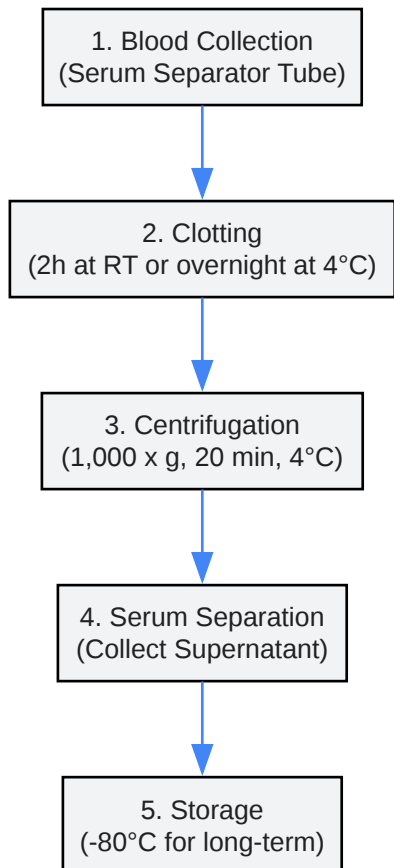 1. Blood Collection
(Serum Separator Tube)
2. Clotting
(2h at RT or overnight at 4°C)
3. Centrifugation
(1,000 x g, 20 min, 4°C)
4. Serum Separation
(Collect Supernatant)
5. Storage
(-80°C for long-term)